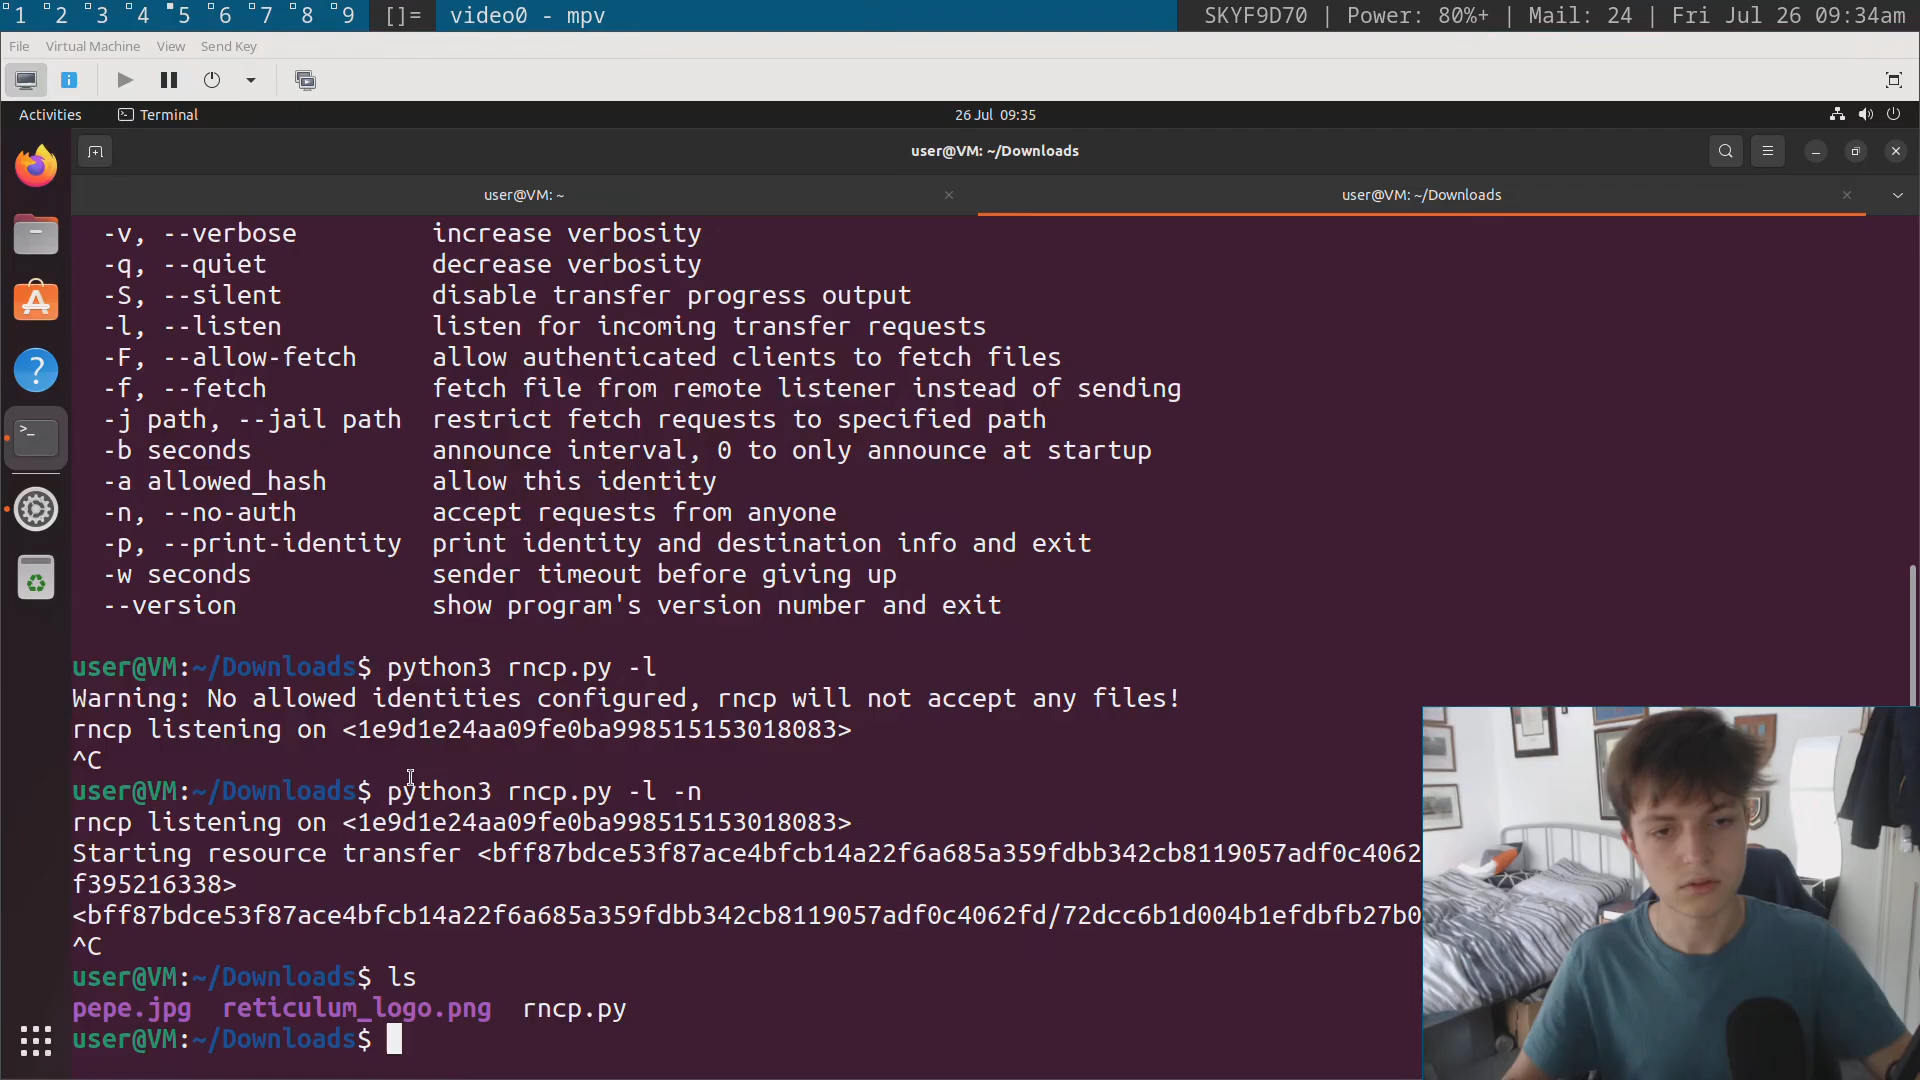 1 2 3 4 5 6 7 8 9 []= video0 - mpv SKYF9D70 | Power: 80%+ | Mail: 24 | Fri Jul 26 09:34am
File Virtual Machine View Send Key
Activities Terminal 26 Jul 09:35
user@VM: ~/Downloads
user@VM: ~ user@VM: ~/Downloads
-v, --verbose increase verbosity
-q, --quiet decrease verbosity
-S, --silent disable transfer progress output
-l, --listen listen for incoming transfer requests
-F, --allow-fetch allow authenticated clients to fetch files
-f, --fetch fetch file from remote listener instead of sending
-j path, --jail path restrict fetch requests to specified path
-b seconds announce interval, 0 to only announce at startup
-a allowed_hash allow this identity
-n, --no-auth accept requests from anyone
-p, --print-identity print identity and destination info and exit
-w seconds sender timeout before giving up
--version show program's version number and exit
user@VM:~/Downloads$ python3 rncp.py -l
Warning: No allowed identities configured, rncp will not accept any files!
rncp listening on <1e9d1e24aa09fe0ba998515153018083>
^C
user@VM:~/Downloads$ python3 rncp.py -l -n
rncp listening on <1e9d1e24aa09fe0ba998515153018083>
Starting resource transfer <bff87bdce53f87ace4bfcb14a22f6a685a359fdbb342cb8119057adf0c4062
f395216338>
<bff87bdce53f87ace4bfcb14a22f6a685a359fdbb342cb8119057adf0c4062fd/72dcc6b1d004b1efdbfb27b0
^C
user@VM:~/Downloads$ ls
pepe.jpg reticulum_logo.png rncp.py
user@VM:~/Downloads$